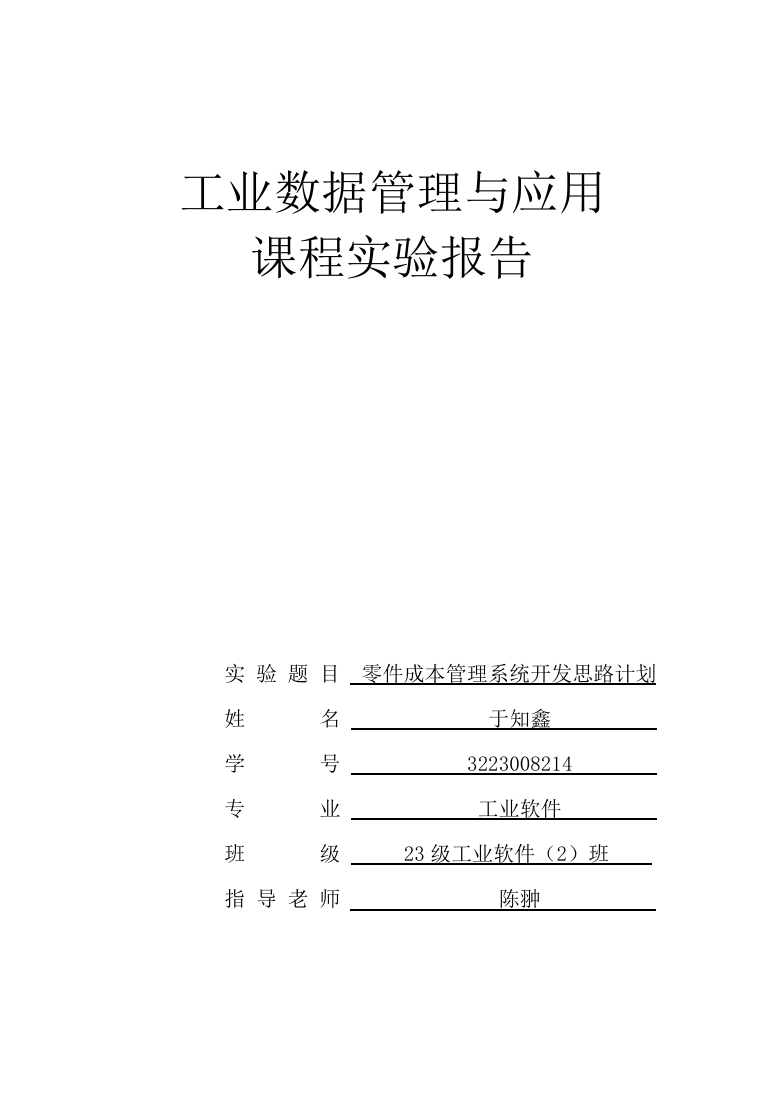 工业数据管理与应用
课程实验报告
实验题目 零件成本管理系统开发思路计划
姓名 于知鑫
学号 3223008214
专业 工业软件
班级 23级工业软件（2）班
指导老师 陈翀